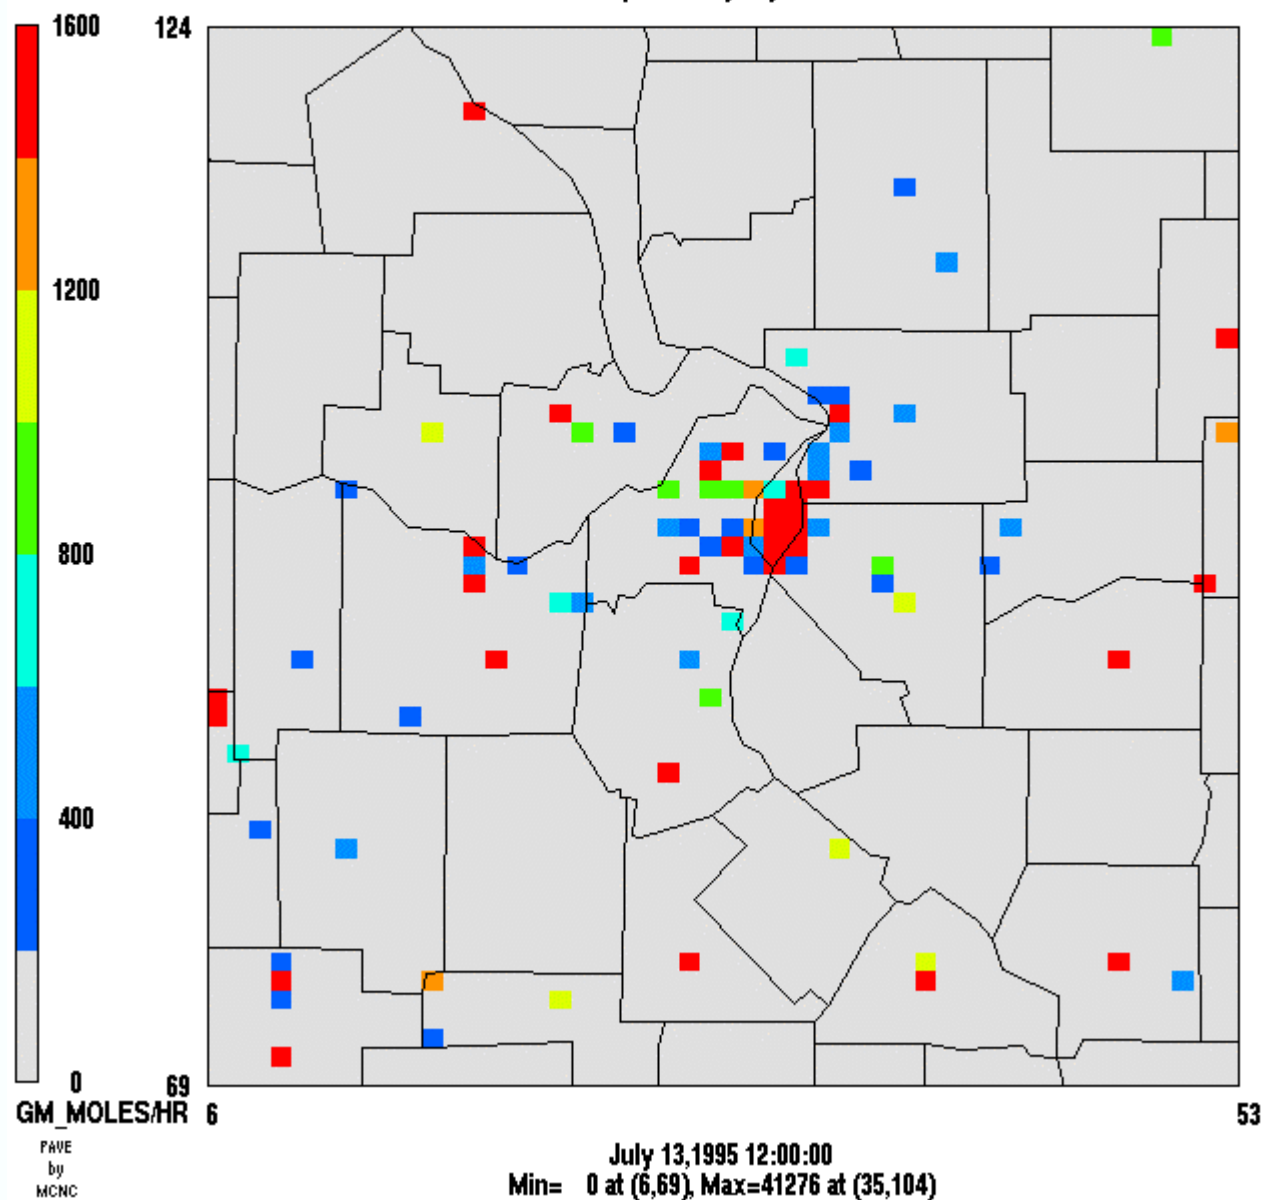 1600
1200
800
400
0
GM_MOLES/HR
PAVE
by
MCNC
124
69
6
53
July 13,1995 12:00:00
Min= 0 at (6,69), Max=41276 at (35,104)